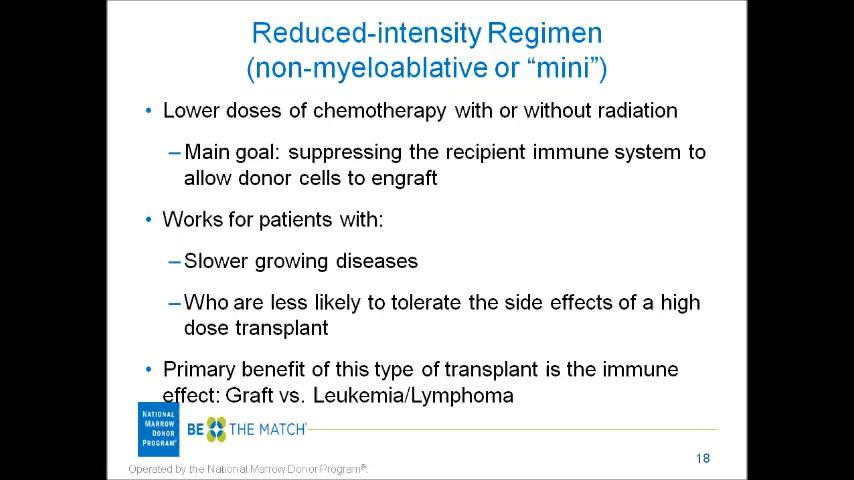 Reduced-intensity Regimen
(non-myeloablative or “mini”)
• Lower doses of chemotherapy with or without radiation
– Main goal: suppressing the recipient immune system to
allow donor cells to engraft
• Works for patients with:
– Slower growing diseases
– Who are less likely to tolerate the side effects of a high
dose transplant
• Primary benefit of this type of transplant is the immune
effect: Graft vs. Leukemia/Lymphoma
NATIONAL
MARROW
DONOR
PROGRAM®
BE THE MATCH®
18
Operated by the National Marrow Donor Program®.